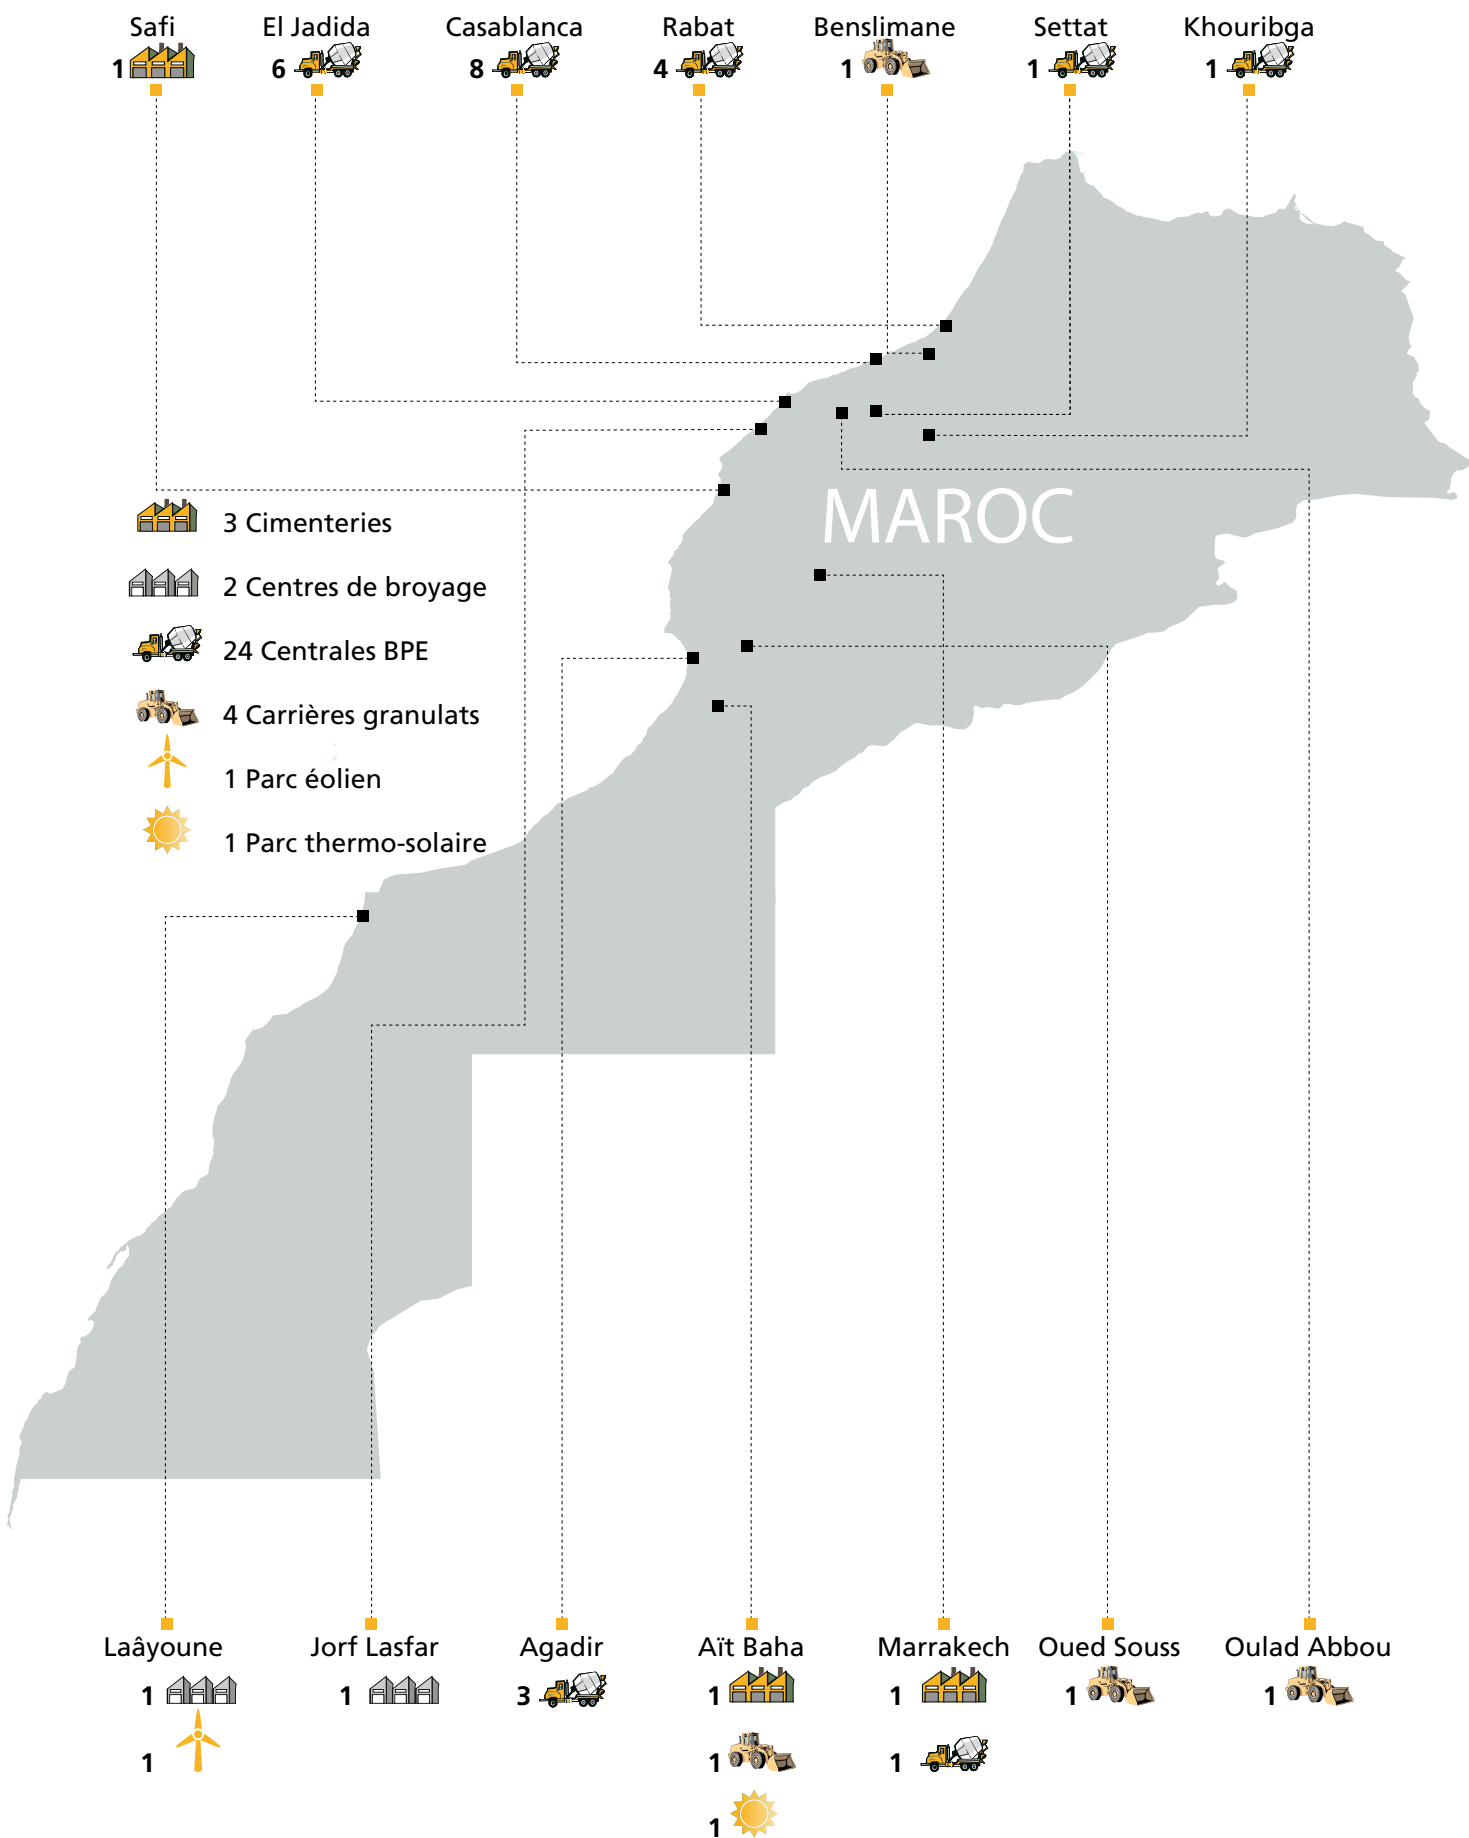 Safi
1
El Jadida
6
Casablanca
8
Rabat
4
Benslimane
1
Settat
1
Khouribga
1
MAROC
3 Cimenteries
2 Centres de broyage
24 Centrales BPE
4 Carrières granulats
1 Parc éolien
1 Parc thermo-solaire
Laâyoune
1
1
Jorf Lasfar
1
Agadir
3
Aït Baha
1
1
1
Marrakech
1
1
Oued Souss
1
Oulad Abbou
1